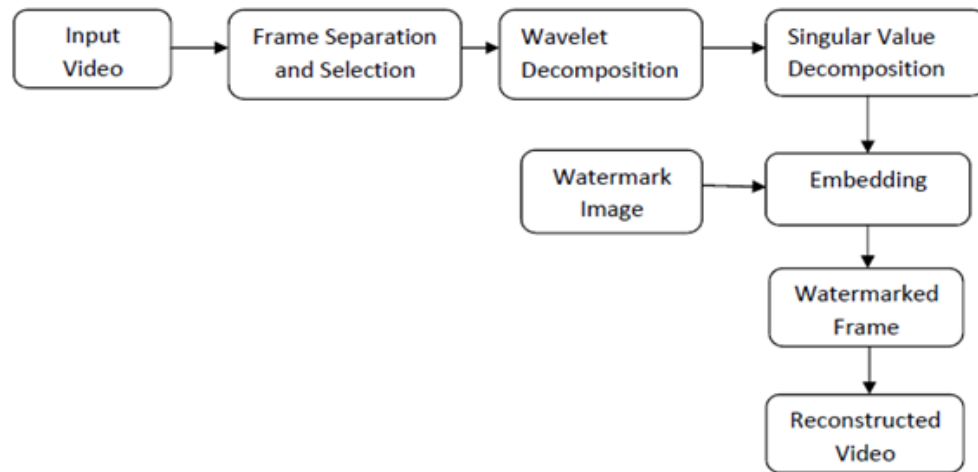 Input
Video
Frame Separation
and Selection
Wavelet
Decomposition
Singular Value
Decomposition
Watermark
Image
Embedding
Watermarked
Frame
Reconstructed
Video